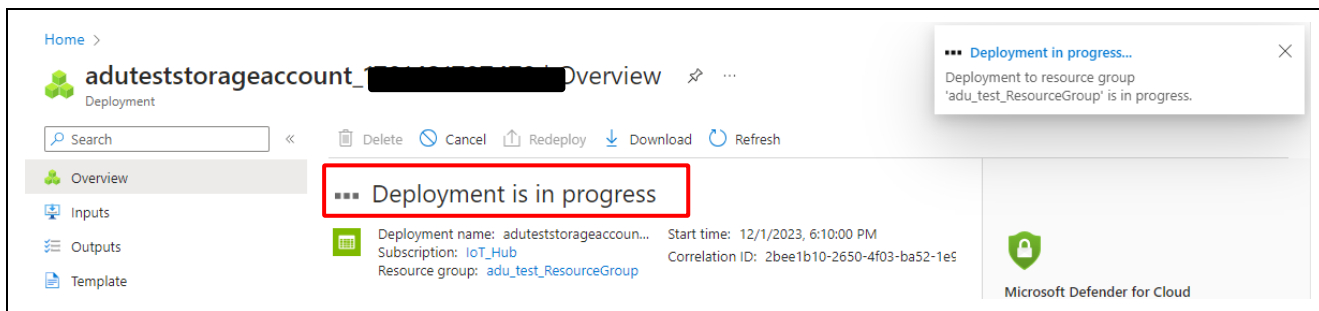 Home >
aduteststorageaccount_ Overview ...
Deployment
Search «
Delete Cancel Redeploy Download Refresh
Overview
Inputs
Outputs
Template
Deployment is in progress
Deployment name: aduteststorageaccoun...
Subscription: IoT_Hub
Resource group: adu_test_ResourceGroup
Start time: 12/1/2023, 6:10:00 PM
Correlation ID: 2bee1b10-2650-4f03-ba52-1e9
Deployment in progress...
Deployment to resource group
'adu_test_ResourceGroup' is in progress.
Microsoft Defender for Cloud